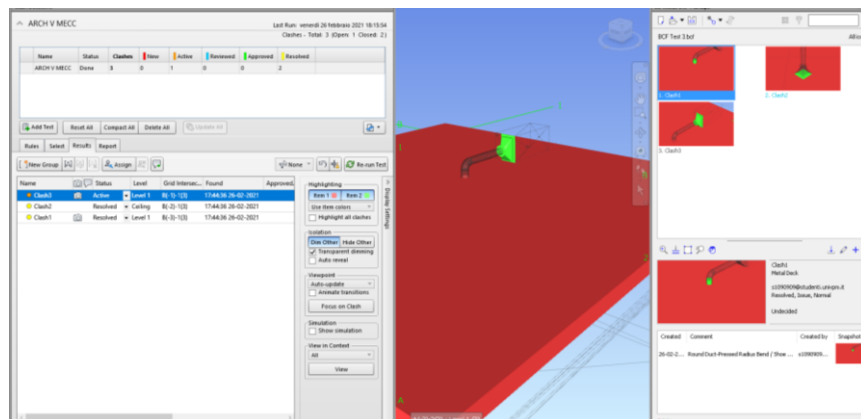 ARCH V MECC
Last Run: venerdì 26 febbraio 2021 18:15:54
Clashes - Total: 3 (Open: 1 Closed: 2)
Name Status Clashes New Active Reviewed Approved Resolved
ARCH V MECC Done 3 0 1 0 0 2
Add Test Reset All Compact All Delete All Update All
Rules Select Results Report
New Group Assign None Re-run Test
Name Status Level Grid Intersec... Found Approved
Clash3 Active Level 1 B(-1)-1(3) 17:44:36 26-02-2021
Clash2 Resolved Ceiling B(-2)-1(3) 17:44:36 26-02-2021
Clash1 Resolved Level 1 B(-3)-1(3) 17:44:36 26-02-2021
Display Settings
Highlighting
Item 1 Item 2
Use item colors
Highlight all clashes
Isolation
Dim Other Hide Other
Transparent dimming
Auto reveal
Viewpoint
Auto-update
Animate transitions
Focus on Clash
Simulation
Show simulation
View in Context
All
View
1
2
A
BCF Test 3.bcf
1. Clash1
2. Clash2
3. Clash3
Clash1
Metal Deck
s1090909@studenti.univpm.it
Resolved, Issue, Normal
Undecided
Created Comment Created by Snapshot
26-02-2... Round Duct-Pressed Radius Bend / Shoe ... s1090909...